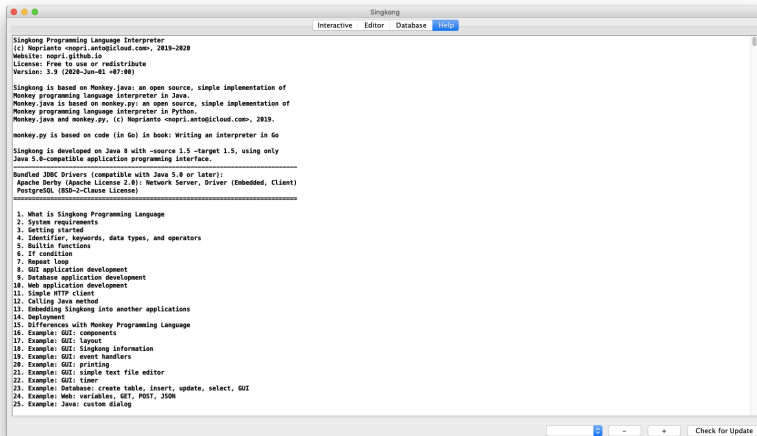 Singkong
Interactive Editor Database Help
Singkong Programming Language Interpreter
(c) Noprianto <nopri.anto@icloud.com>, 2019-2020
Website: nopri.github.io
License: Free to use or redistribute
Version: 3.9 (2020-Jun-01 +07:00)
Singkong is based on Monkey.java: an open source, simple implementation of
Monkey programming language interpreter in Java.
Monkey.java is based on monkey.py: an open source, simple implementation of
Monkey programming language interpreter in Python.
Monkey.java and monkey.py, (c) Noprianto <nopri.anto@icloud.com>, 2019.
monkey.py is based on code (in Go) in book: Writing an interpreter in Go
Singkong is developed on Java 8 with -source 1.5 -target 1.5, using only
Java 5.0-compatible application programming interface.
===========================================================================
Bundled JDBC Drivers (compatible with Java 5.0 or later):
Apache Derby (Apache License 2.0): Network Server, Driver (Embedded, Client)
PostgreSQL (BSD-2-Clause License)
===========================================================================
1. What is Singkong Programming Language
2. System requirements
3. Getting started
4. Identifier, keywords, data types, and operators
5. Builtin functions
6. If condition
7. Repeat loop
8. GUI application development
9. Database application development
10. Web application development
11. Simple HTTP client
12. Calling Java method
13. Embedding Singkong into another applications
14. Deployment
15. Differences with Monkey Programming Language
16. Example: GUI: components
17. Example: GUI: layout
18. Example: GUI: Singkong information
19. Example: GUI: event handlers
20. Example: GUI: printing
21. Example: GUI: simple text file editor
22. Example: GUI: timer
23. Example: Database: create table, insert, update, select, GUI
24. Example: Web: variables, GET, POST, JSON
25. Example: Java: custom dialog
- + Check for Update